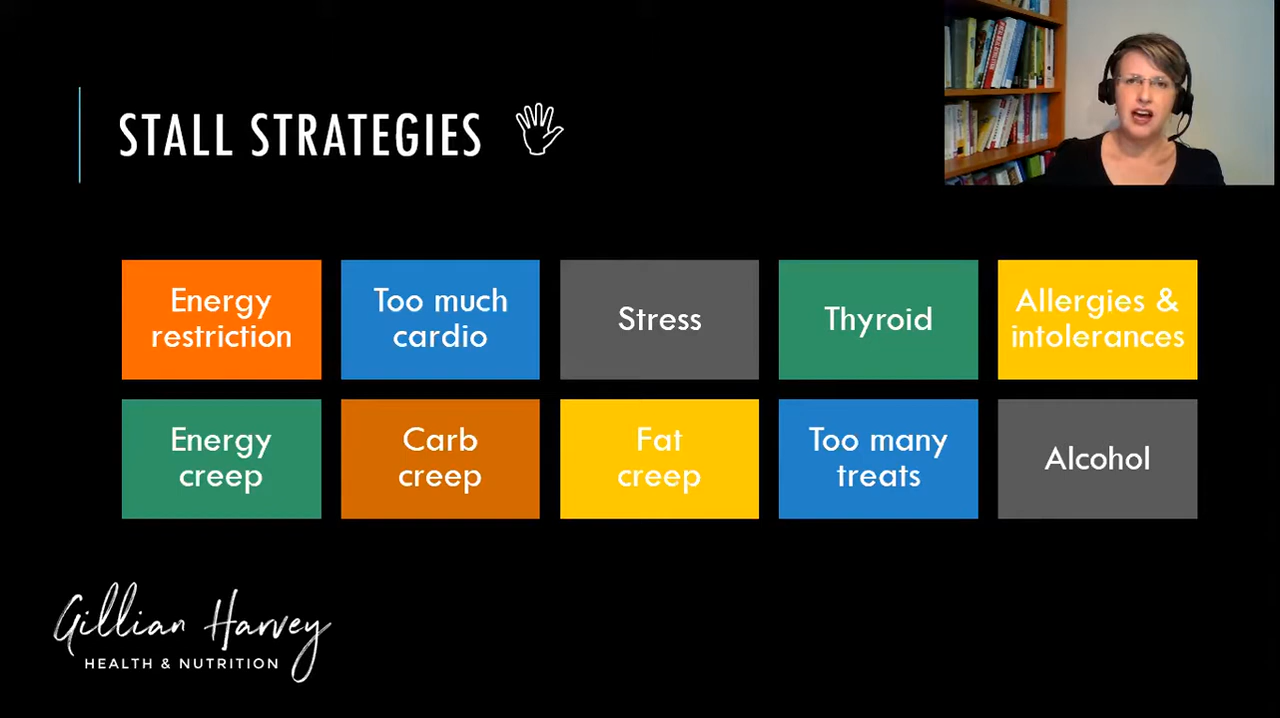 STALL STRATEGIES
Energy
restriction
Too much
cardio
Stress
Thyroid
Allergies &
intolerances
Energy
creep
Carb
creep
Fat
creep
Too many
treats
Alcohol
Gillian Harvey
HEALTH & NUTRITION